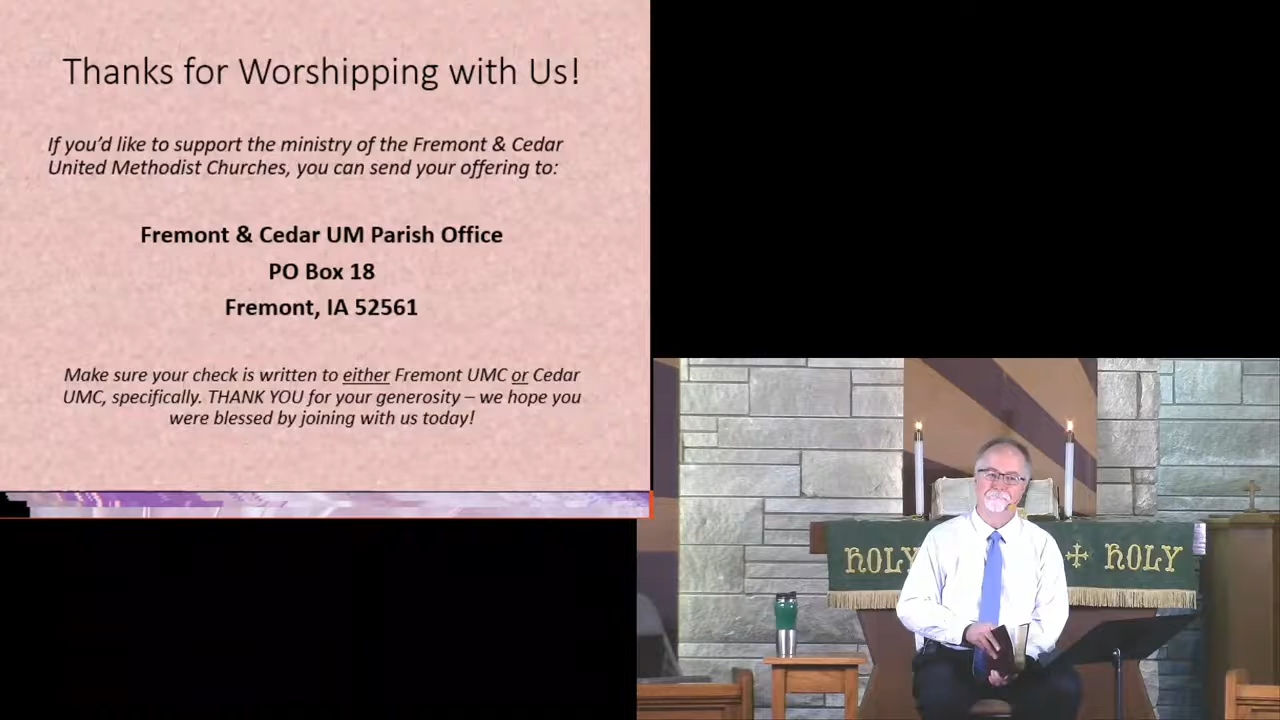 Thanks for Worshipping with Us!
If you’d like to support the ministry of the Fremont & Cedar
United Methodist Churches, you can send your offering to:
Fremont & Cedar UM Parish Office
PO Box 18
Fremont, IA 52561
Make sure your check is written to either Fremont UMC or Cedar
UMC, specifically. THANK YOU for your generosity – we hope you
were blessed by joining with us today!
HOLY HOLY